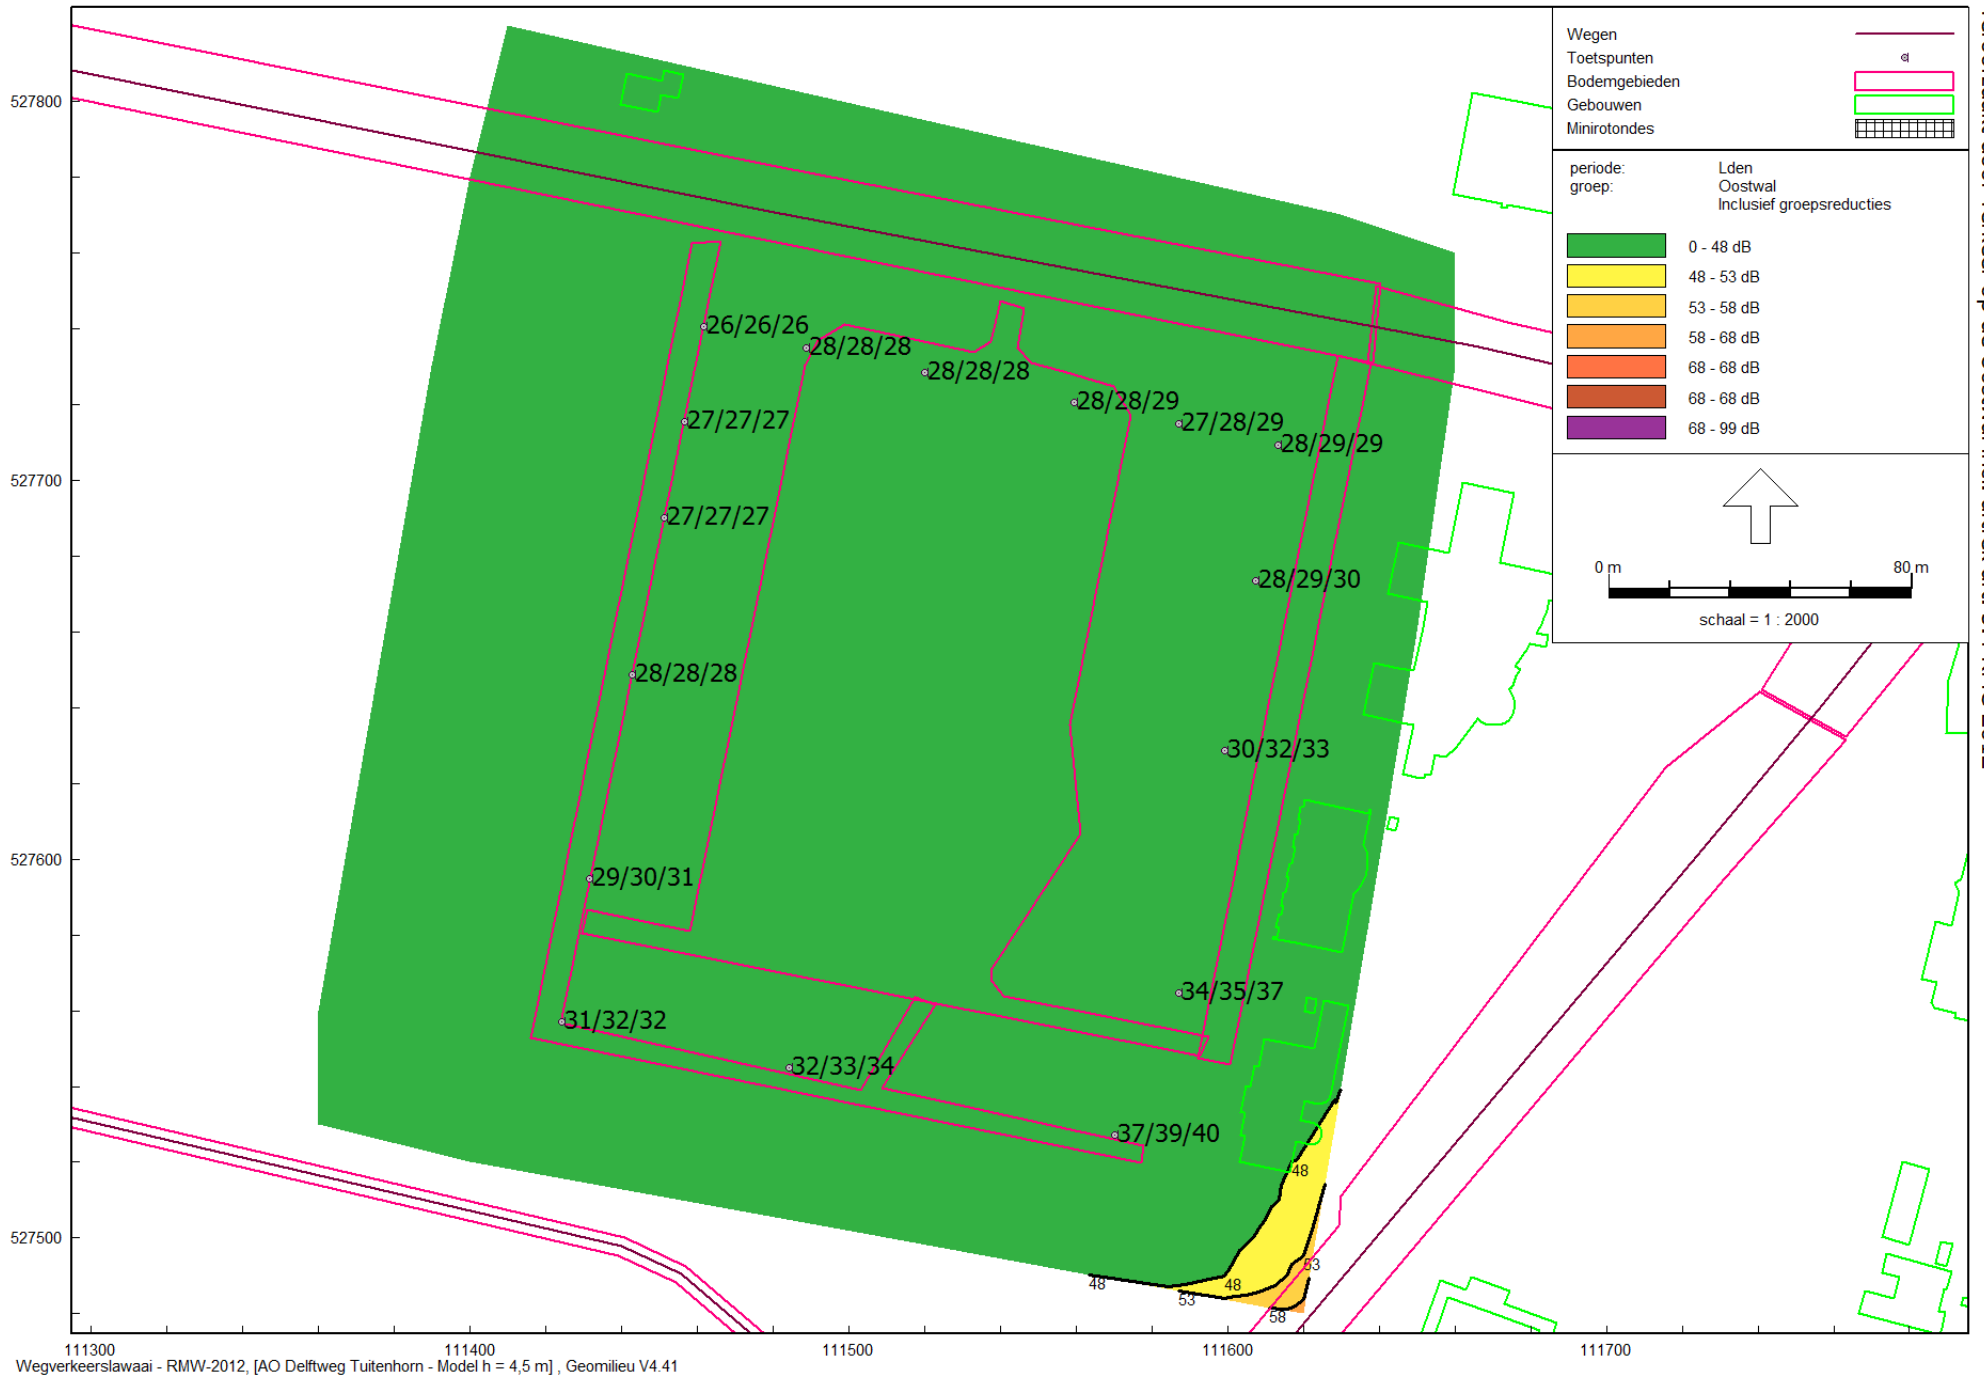 Wegen
Toetspunten
Bodemgebieden
Gebouwen
Minirotondes
periode: Lden
groep: Oostwal
Inclusief groepsreducties
0 - 48 dB
48 - 53 dB
53 - 58 dB
58 - 68 dB
68 - 68 dB
68 - 68 dB
68 - 99 dB
0 m 80 m
schaal = 1 : 2000
527800
527700
527600
527500
26/26/26
28/28/28
28/28/28
28/28/29
27/28/29
28/29/29
27/27/27
27/27/27
28/29/30
28/28/28
30/32/33
29/30/31
34/35/37
31/32/32
32/33/34
37/39/40
48
53
48
48
53
58
111300 111400 111500 111600 111700
Wegverkeerslawaai - RMW-2012, [AO Delftweg Tuitenhorn - Model h = 4,5 m] , Geomilieu V4.41